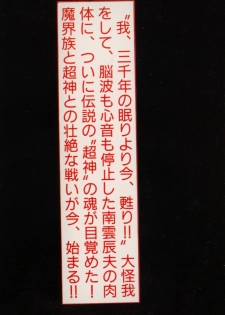 “我、三千年の眠りより今、甦り!!”大怪我
をして、脳波も心音も停止した南雲辰夫の肉
体に、ついに伝説の“超神”の魂が目覚めた!
魔界族と超神との壮絶な戦いが今、始まる!!